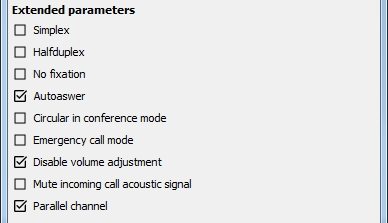 Extended parameters
Simplex
Halfduplex
No fixation
Autoaswer
Circular in conference mode
Emergency call mode
Disable volume adjustment
Mute incoming call acoustic signal
Parallel channel